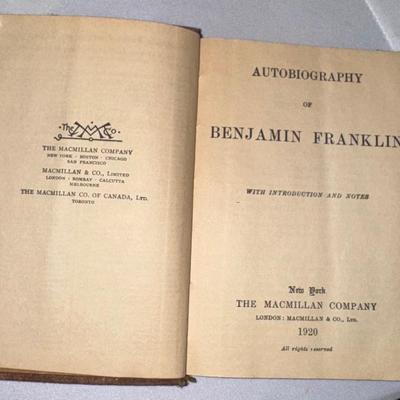 The M Co.
THE MACMILLAN COMPANY
NEW YORK · BOSTON · CHICAGO
SAN FRANCISCO
MACMILLAN & CO., LIMITED
LONDON · BOMBAY · CALCUTTA
MELBOURNE
THE MACMILLAN CO. OF CANADA, LTD.
TORONTO
AUTOBIOGRAPHY
OF
BENJAMIN FRANKLIN
WITH INTRODUCTION AND NOTES
New York
THE MACMILLAN COMPANY
LONDON: MACMILLAN & CO., LTD.
1920
All rights reserved